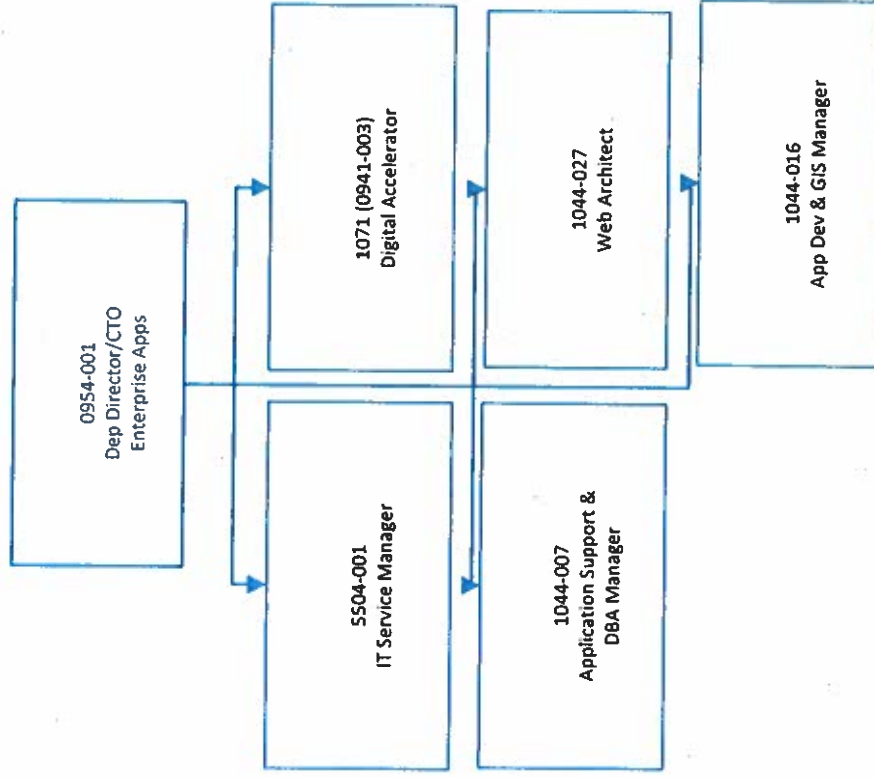 0954-001
Dep Director/CTO
Enterprise Apps
5504-001
IT Service Manager
1071 (0941-003)
Digital Accelerator
1044-007
Application Support &
DBA Manager
1044-027
Web Architect
1044-016
App Dev & GIS Manager